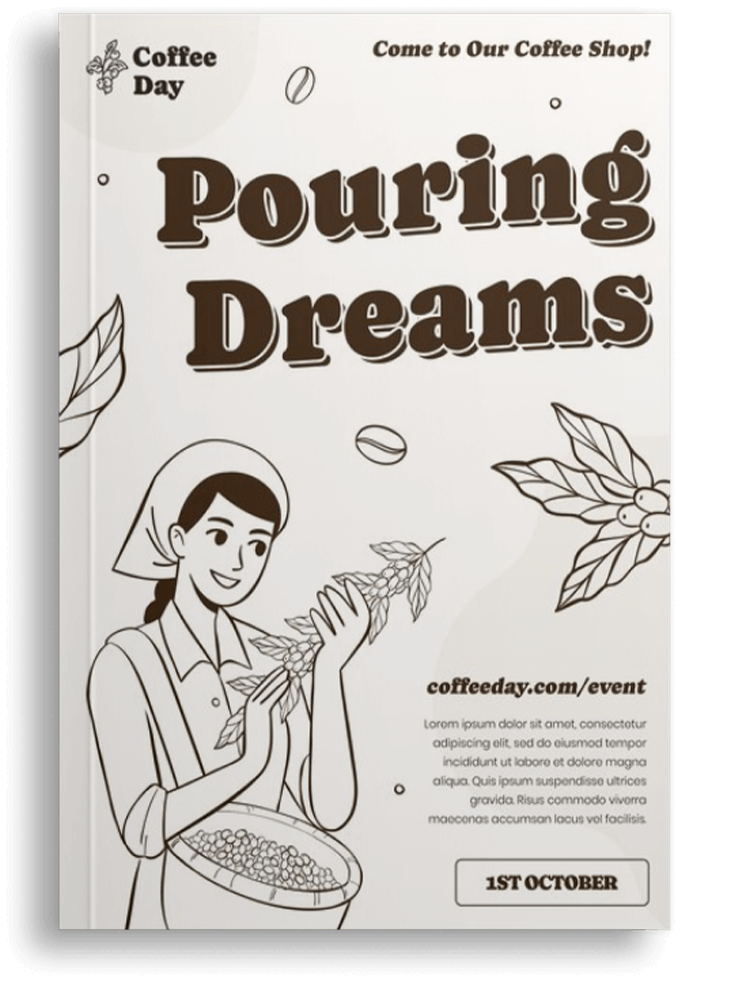 Coffee
Day
Come to Our Coffee Shop!
Pouring
Dreams
coffeeday.com/event
Lorem ipsum dolor sit amet, consectetur
adipiscing elit, sed do eiusmod tempor
incididunt ut labore et dolore magna
aliqua. Quis ipsum suspendisse ultrices
gravida. Risus commodo viverra
maecenas accumsan lacus vel facilisis.
1ST OCTOBER